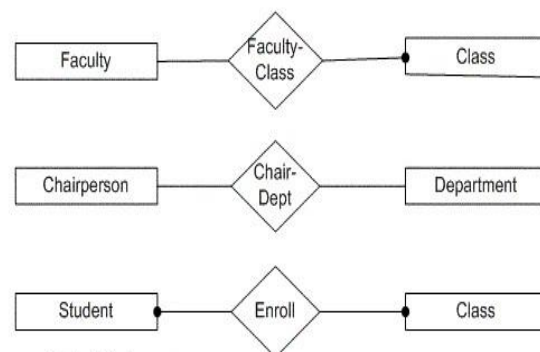 Faculty
Faculty-
Class
Class
Chairperson
Chair-
Dept
Department
Student
Enroll
Class